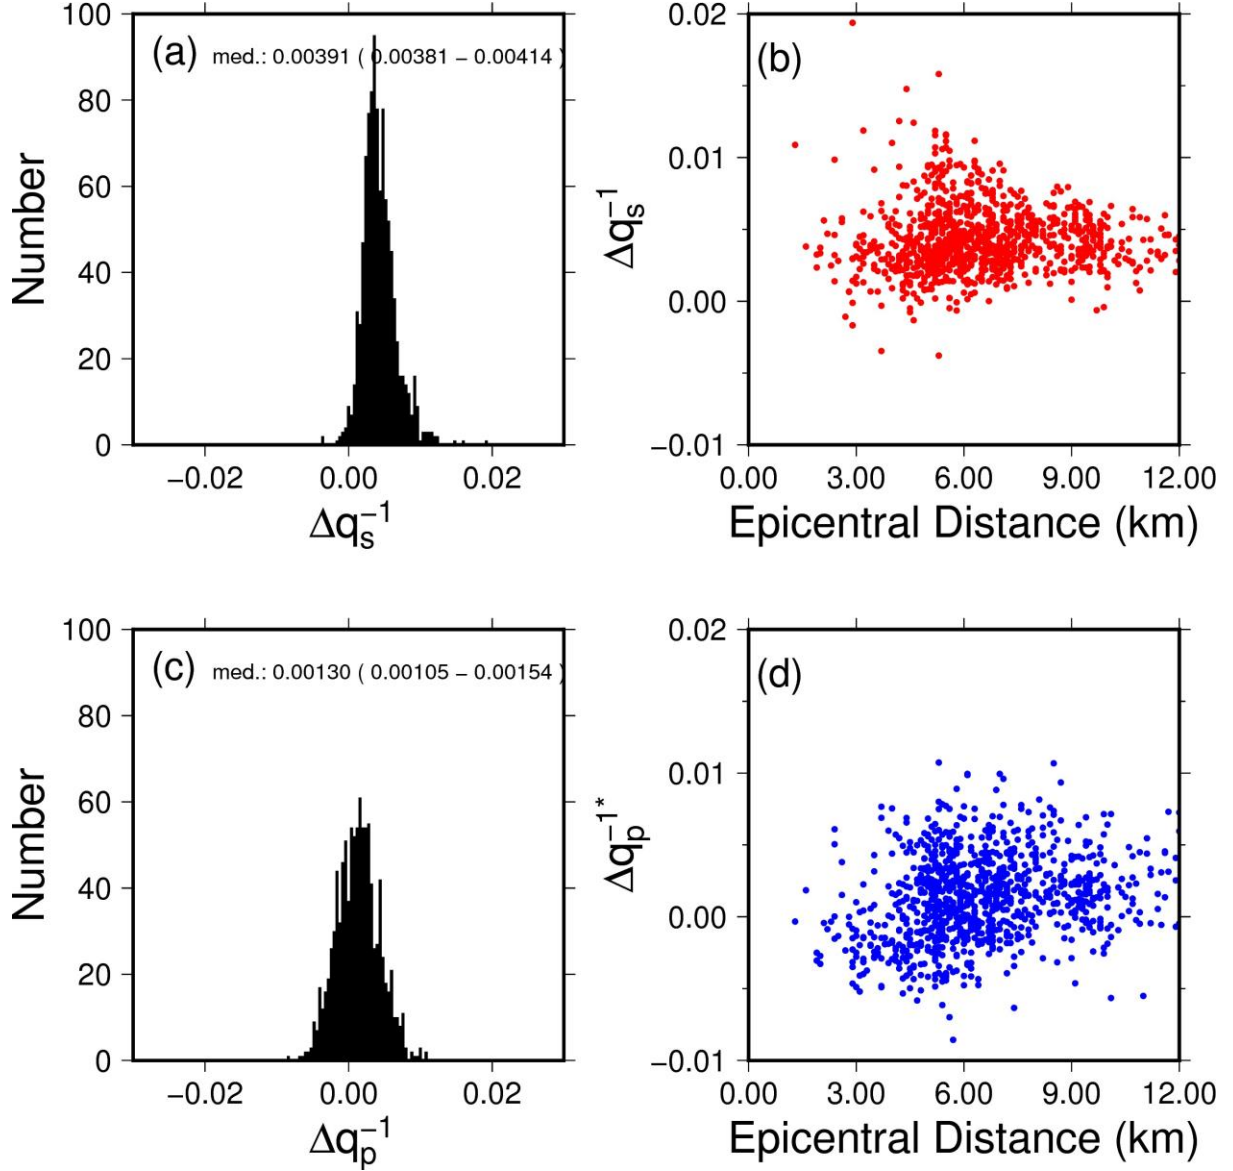 (a) med.: 0.00391 ( 0.00381 − 0.00414 )
Number
100
80
60
40
20
0
−0.02 0.00 0.02
Δq_s^−1
(b)
Δq_s^−1
0.02
0.01
0.00
−0.01
0.00 3.00 6.00 9.00 12.00
Epicentral Distance (km)
(c) med.: 0.00130 ( 0.00105 − 0.00154 )
Number
100
80
60
40
20
0
−0.02 0.00 0.02
Δq_p^−1
(d)
Δq_p^−1*
0.02
0.01
0.00
−0.01
0.00 3.00 6.00 9.00 12.00
Epicentral Distance (km)